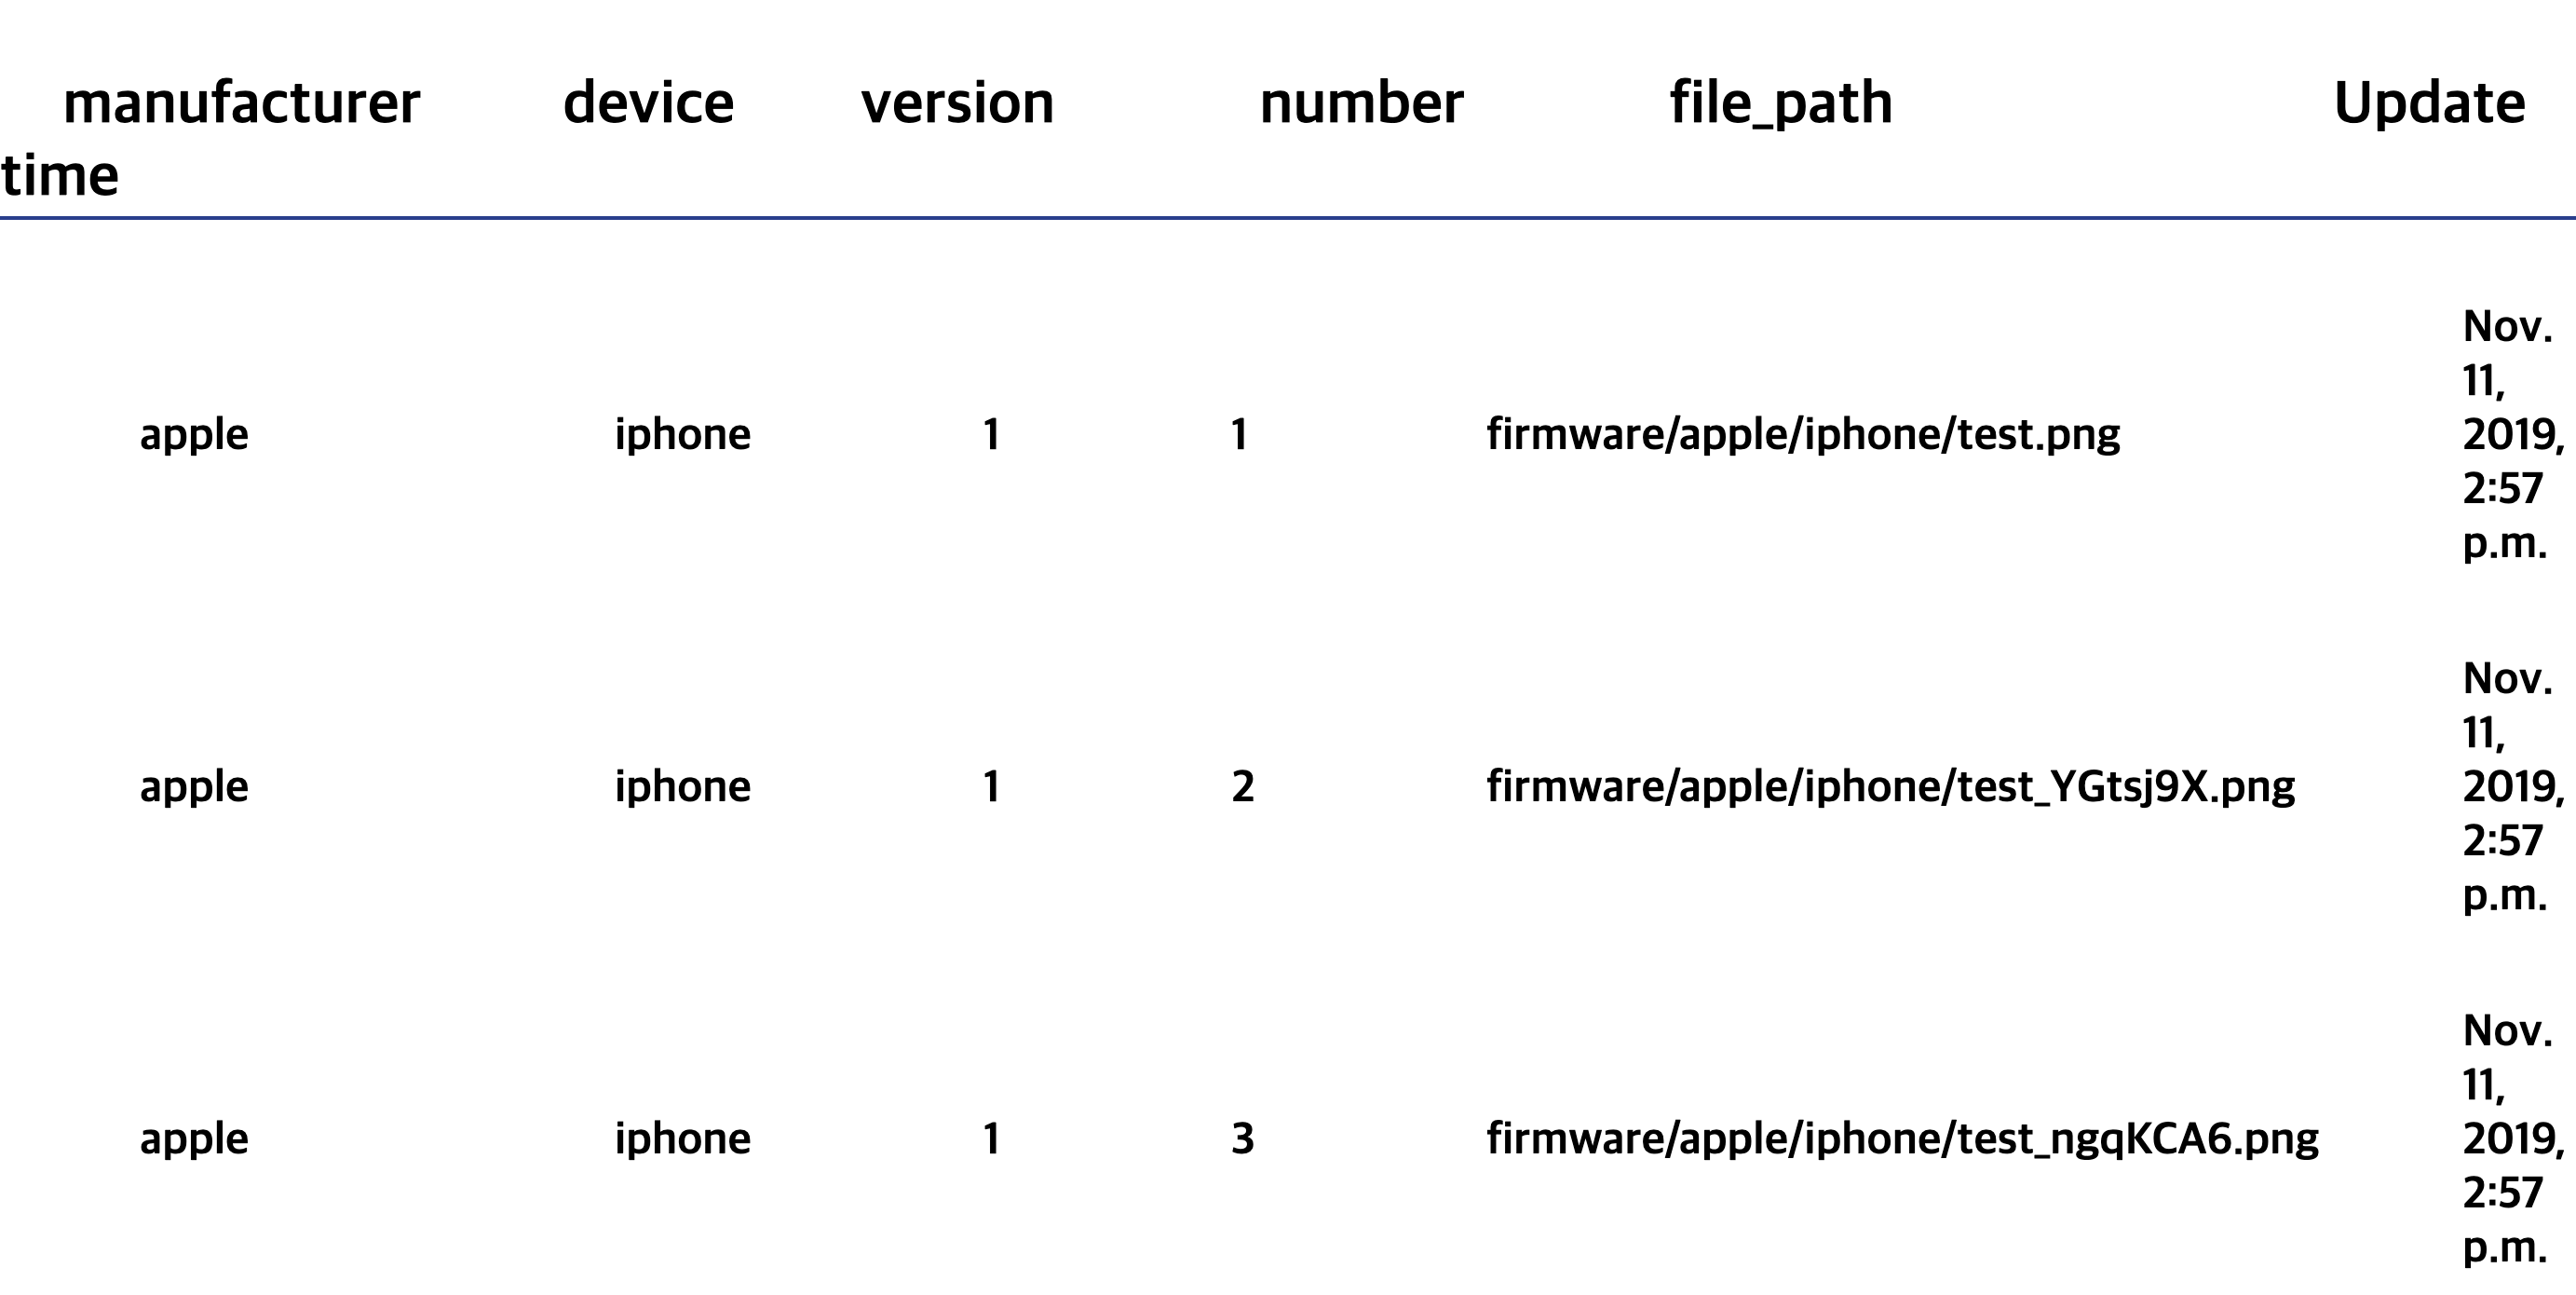 manufacturer device version number file_path Update
time
Nov.
11,
apple iphone 1 1 firmware/apple/iphone/test.png 2019,
2:57
p.m.
Nov.
11,
apple iphone 1 2 firmware/apple/iphone/test_YGtsj9X.png 2019,
2:57
p.m.
Nov.
11,
apple iphone 1 3 firmware/apple/iphone/test_ngqKCA6.png 2019,
2:57
p.m.